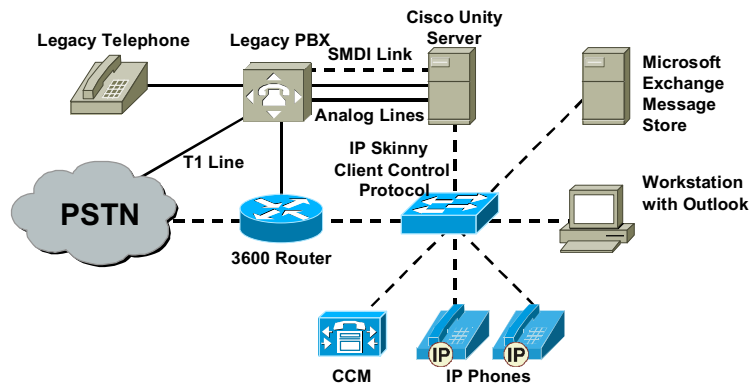 Cisco Unity
Server
Legacy Telephone
Legacy PBX
SMDI Link
Microsoft
Exchange
Message
Store
Analog Lines
IP Skinny
Client Control
Protocol
T1 Line
PSTN
Workstation
with Outlook
3600 Router
IP
IP
CCM
IP Phones